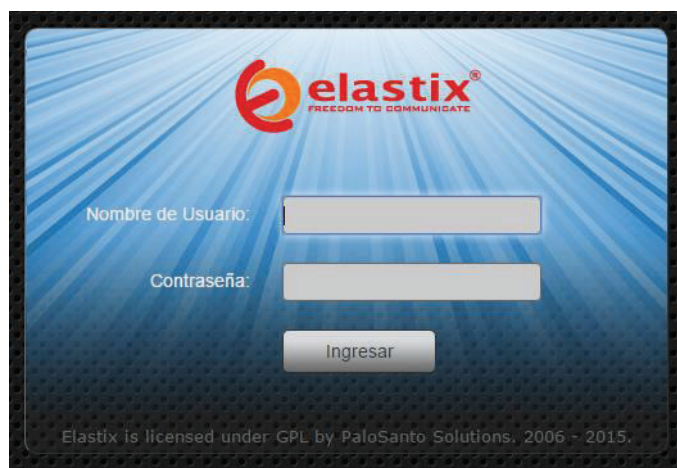 elastix®
FREEDOM TO COMMUNICATE
Nombre de Usuario:
Contraseña:
Ingresar
Elastix is licensed under GPL by PaloSanto Solutions. 2006 - 2015.